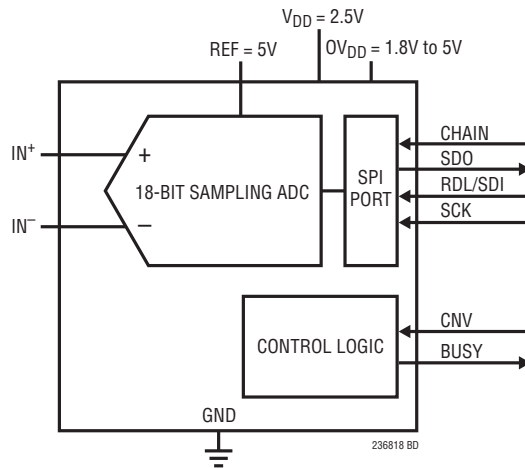 V_DD = 2.5V
REF = 5V
OV_DD = 1.8V to 5V
IN⁺
+
18-BIT SAMPLING ADC
IN⁻
−
SPI
PORT
CHAIN
SDO
RDL/SDI
SCK
CONTROL LOGIC
CNV
BUSY
GND
236818 BD